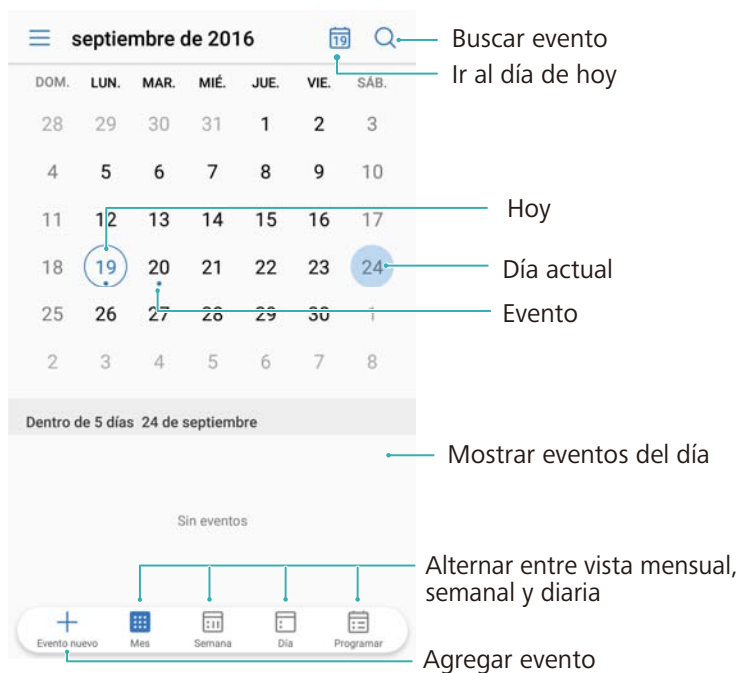 septiembre de 2016 19
Buscar evento
Ir al día de hoy
DOM. LUN. MAR. MIÉ. JUE. VIE. SÁB.
28 29 30 31 1 2 3
4 5 6 7 8 9 10
11 12 13 14 15 16 17
Hoy
18 19 20 21 22 23 24
Día actual
25 26 27 28 29 30 1
Evento
2 3 4 5 6 7 8
Dentro de 5 días 24 de septiembre
Mostrar eventos del día
Sin eventos
Alternar entre vista mensual,
semanal y diaria
Evento nuevo Mes Semana Día Programar
Agregar evento